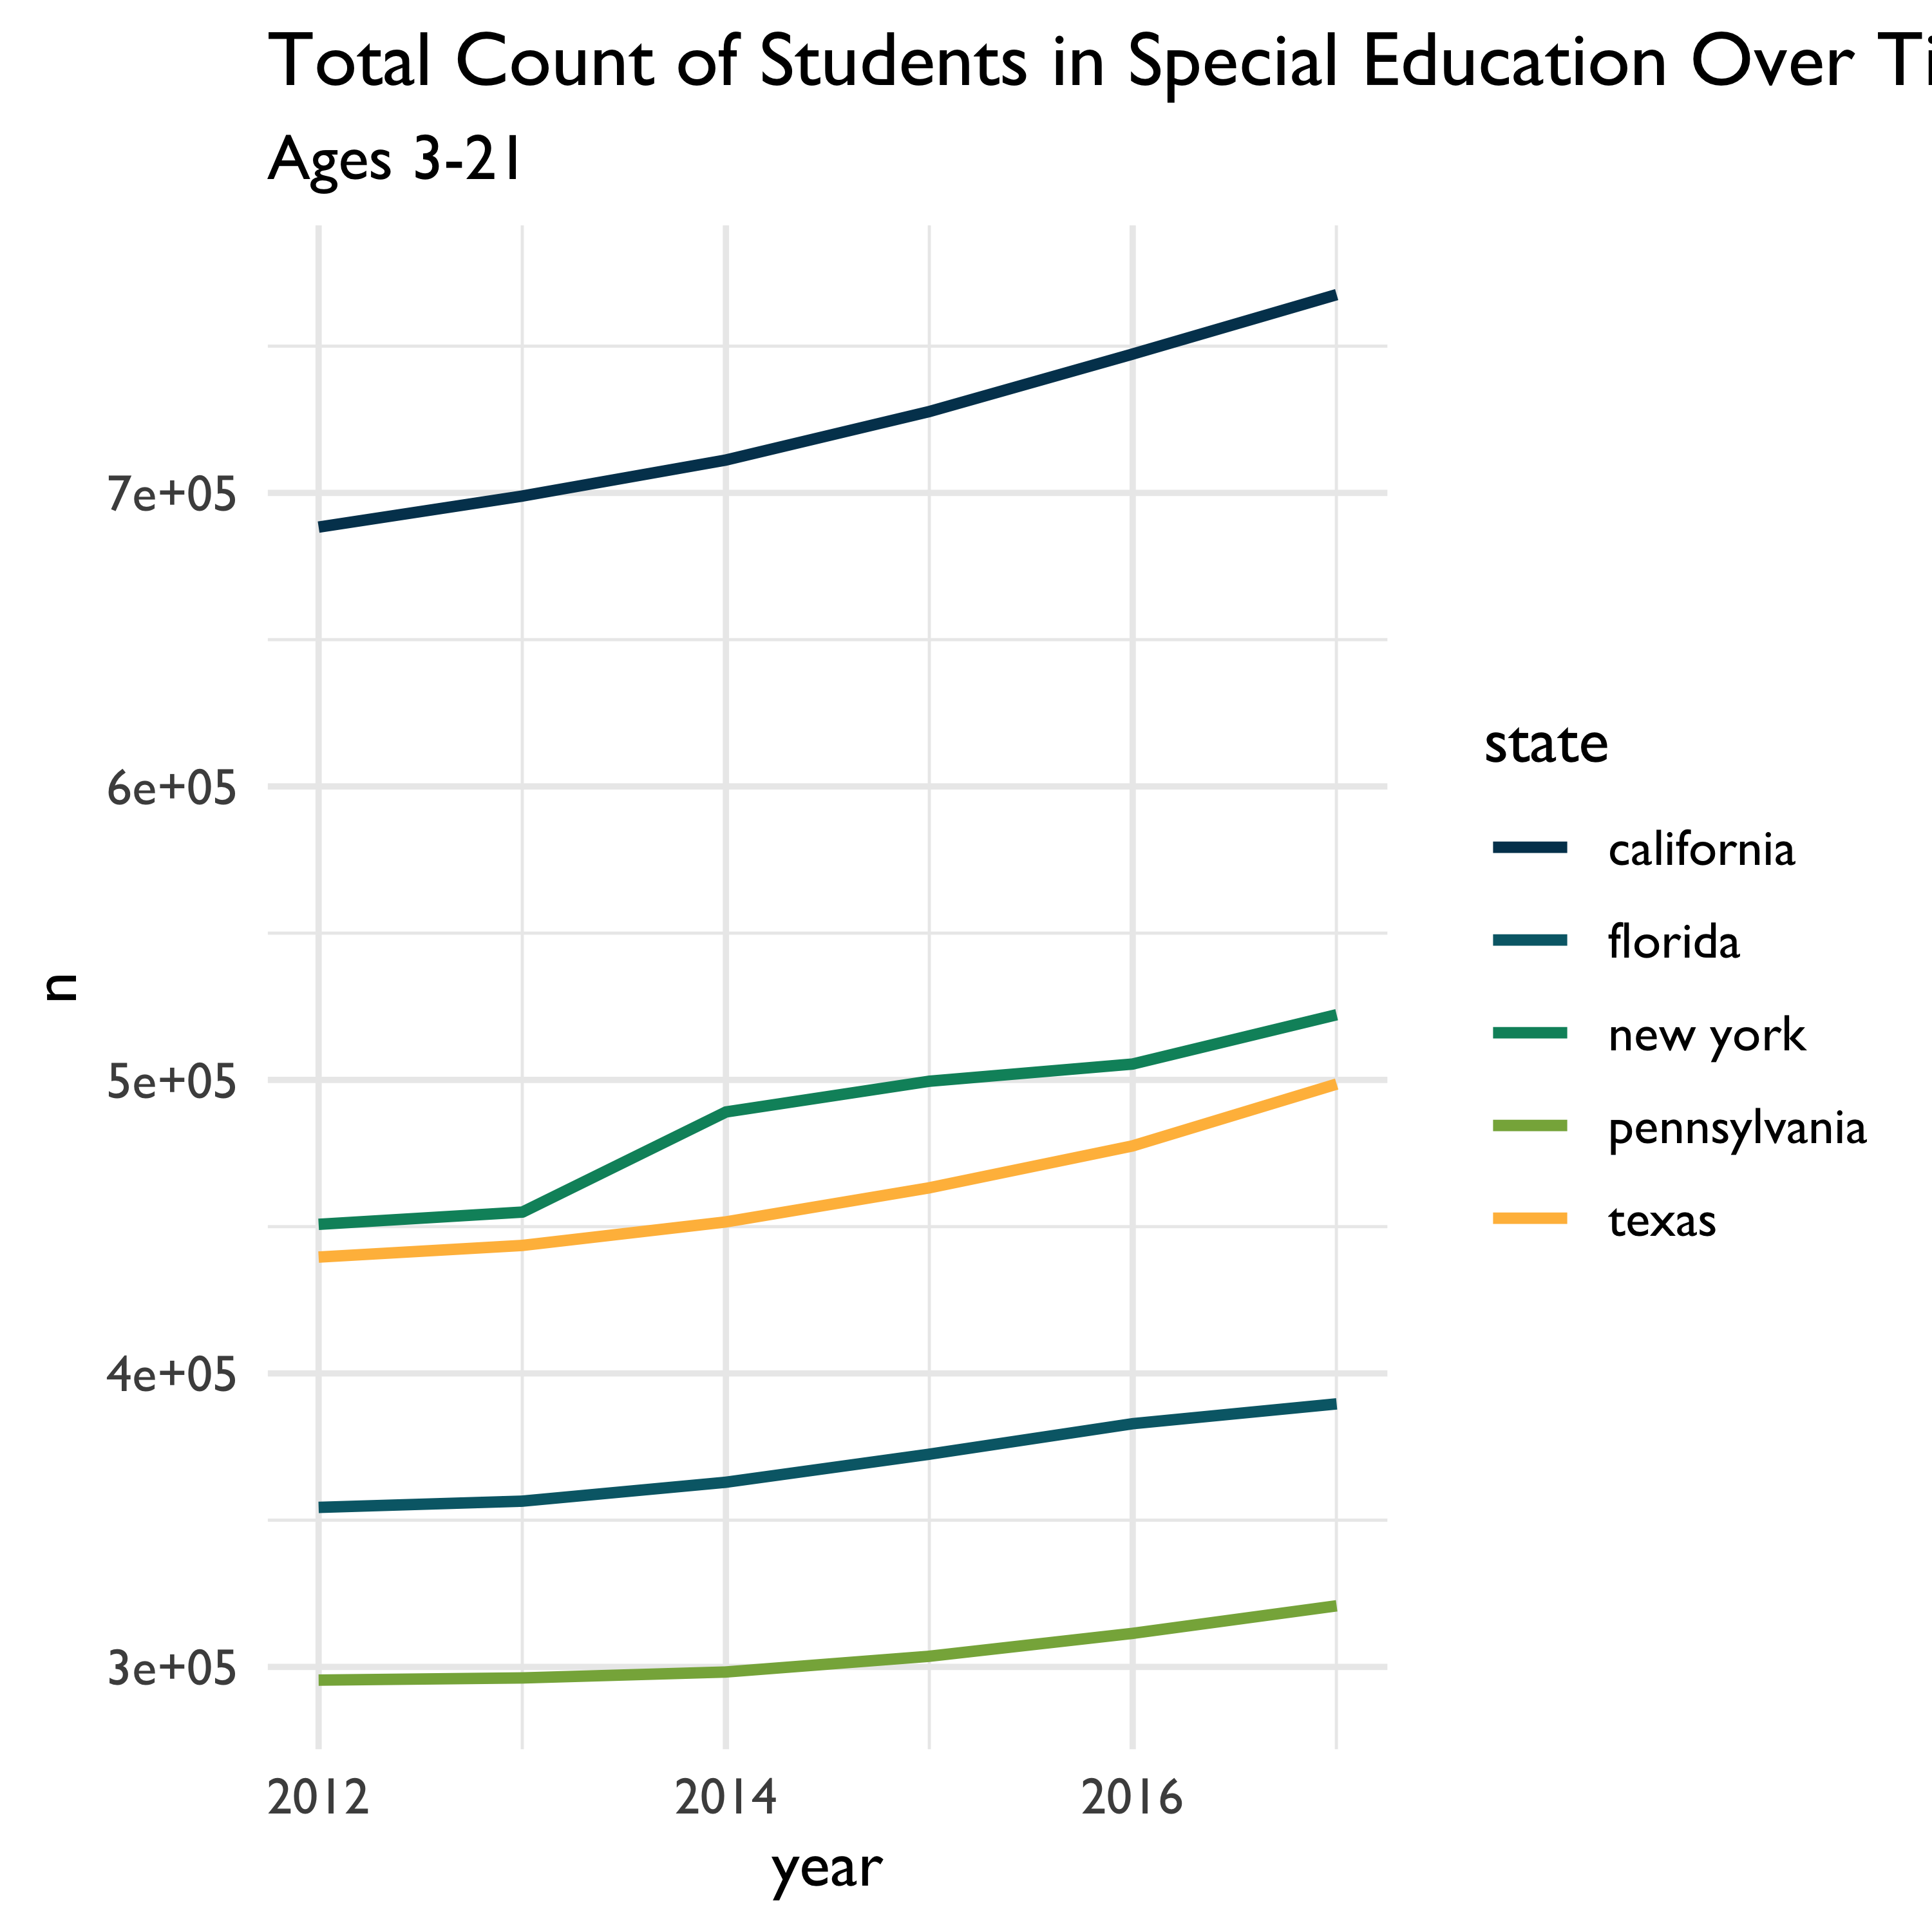 Total Count of Students in Special Education Over Ti
Ages 3-21
7e+05
6e+05
5e+05
4e+05
3e+05
n
2012 2014 2016
year
state
california
florida
new york
pennsylvania
texas